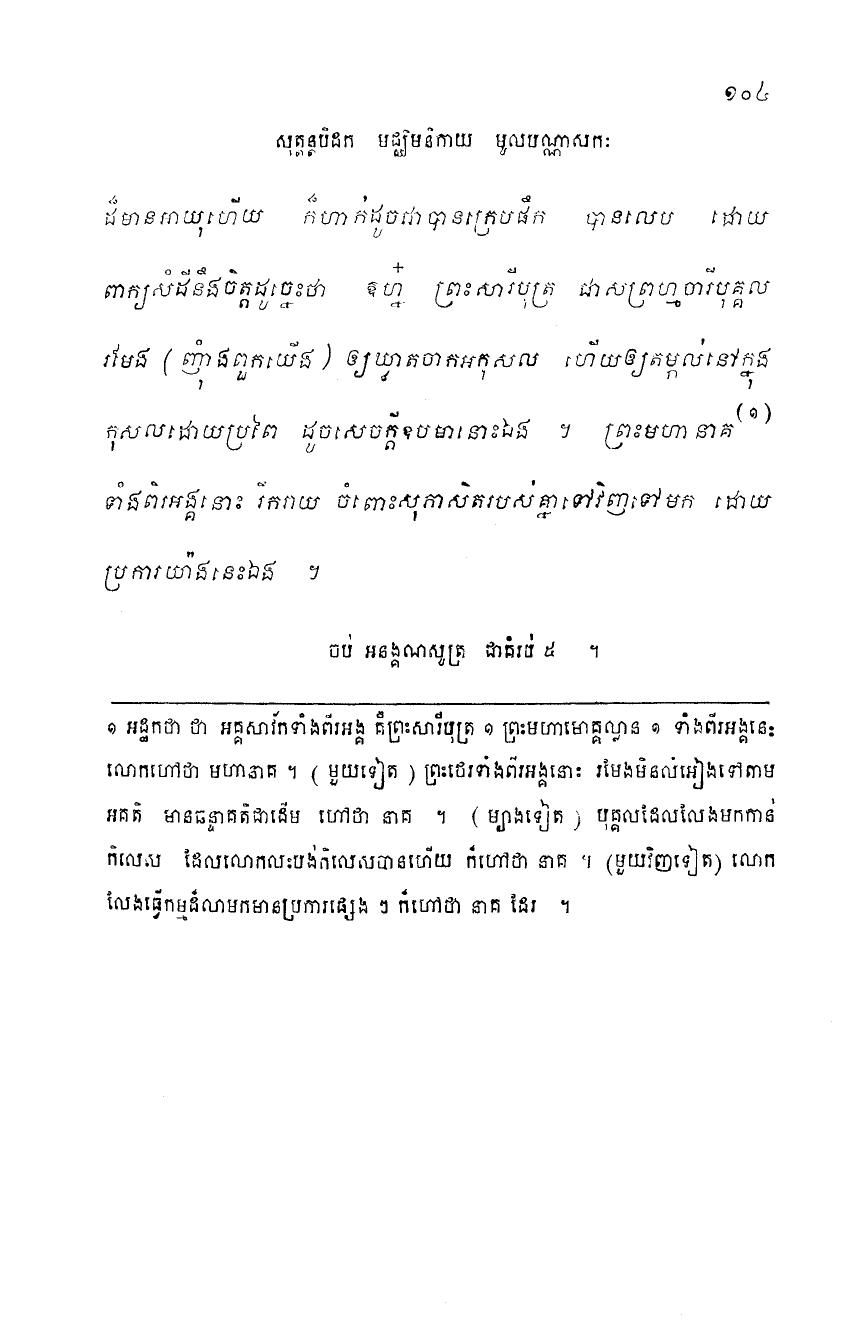 ១០៤
សុត្តន្តបិដក មជ្ឈិមនិកាយ មូលបណ្ណាសកៈ
ដ៏មានអាយុហើយ ក៏ហាក់ដូចជាបានក្រេបផឹក បានលេប ដោយ
ពាក្យសំដីនឹងចិត្តដូច្នេះថា ឱហ្ន៎ ព្រះសារីបុត្រ ជាសព្រហ្មចារីបុគ្គល
រមែង (ញុំាងពួកយើង) ឲ្យឃ្លាតចាកអកុសល ហើយឲ្យតម្កល់នៅក្នុង
កុសលដោយប្រពៃ ដូចសេចក្តីឧបមានោះឯង ។ ព្រះមហានាគ(១)
ទាំងពីរអង្គនោះ រីករាយ ចំពោះសុភាសិតរបស់គ្នាទៅវិញទៅមក ដោយ
ប្រការយ៉ាងនេះឯង ។
ចប់ អនង្គណសូត្រ ជាគំរប់ ៥ ។
១ អដ្ឋកថា ថា អគ្គសាវ័កទាំងពីរអង្គ គឺព្រះសារីបុត្រ ១ ព្រះមហាមោគ្គល្លាន ១ ទាំងពីរអង្គនេះ
លោកហៅថា មហានាគ ។ (មួយទៀត) ព្រះថេរទាំងពីរអង្គនោះ រមែងមិនលំអៀងទៅតាម
អគតិ មានឆន្ទាគតិជាដើម ហៅថា នាគ ។ (ម្យាងទៀត) បុគ្គលដែលលែងមកកាន់
កិលេស ដែលលោកលះបង់កិលេសបានហើយ ក៏ហៅថា នាគ ។ (មួយវិញទៀត) លោក
លែងធ្វើកម្មដ៏លាមកមានប្រការផ្សេង ៗ ក៏ហៅថា នាគ ដែរ ។